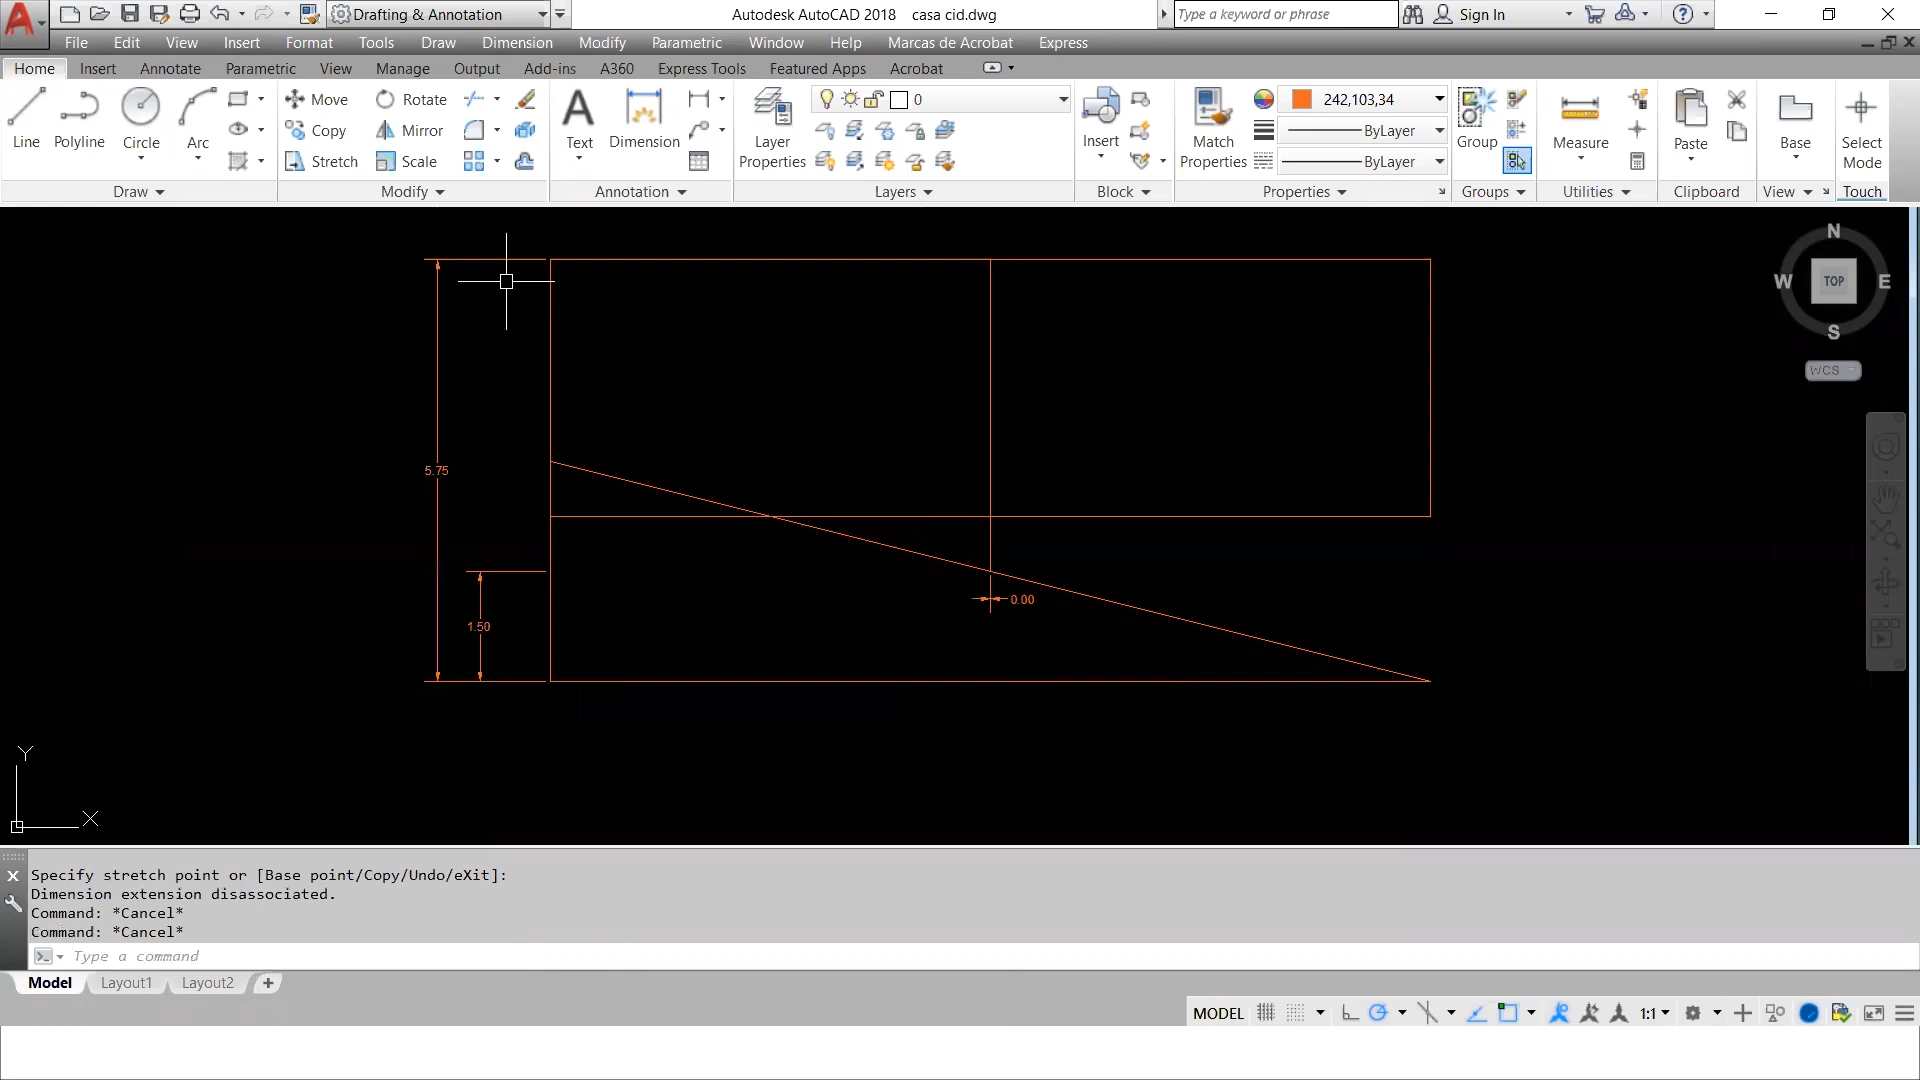 Drafting & Annotation
Autodesk AutoCAD 2018 casa cid.dwg
Type a keyword or phrase
Sign In
File Edit View Insert Format Tools Draw Dimension Modify Parametric Window Help Marcas de Acrobat Express
Home Insert Annotate Parametric View Manage Output Add-ins A360 Express Tools Featured Apps Acrobat
Line Polyline Circle Arc
Move Rotate
Copy Mirror
Stretch Scale
Text Dimension
Layer Properties
0
Insert
Match Properties
242,103,34
ByLayer
ByLayer
Group
Measure
Paste
Base
Select Mode
Draw Modify Annotation Layers Block Properties Groups Utilities Clipboard View Touch
N
W TOP E
S
WCS
5.75
0.00
1.50
Y
X
Specify stretch point or [Base point/Copy/Undo/eXit]:
Dimension extension disassociated.
Command: *Cancel*
Command: *Cancel*
Type a command
Model Layout1 Layout2 +
MODEL 1:1